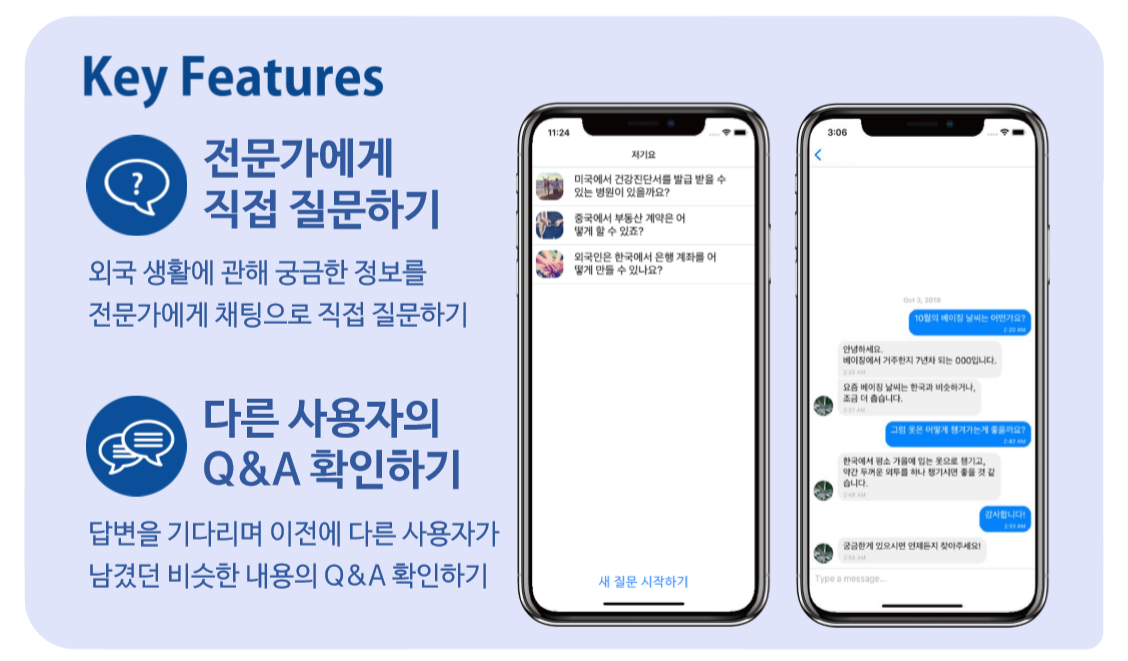 Key Features
전문가에게
직접 질문하기
외국 생활에 관해 궁금한 정보를
전문가에게 채팅으로 직접 질문하기
다른 사용자의
Q&A 확인하기
답변을 기다리며 이전에 다른 사용자가
남겼던 비슷한 내용의 Q&A 확인하기
11:24
저기요
미국에서 건강진단서를 발급 받을 수
있는 병원이 있을까요?
중국에서 부동산 계약은 어
떻게 할 수 있죠?
외국인은 한국에서 은행 계좌를 어
떻게 만들 수 있나요?
새 질문 시작하기
3:06
Oct 3, 2019
10월의 베이징 날씨는 어떤가요?
2:20 AM
안녕하세요.
베이징에서 거주한지 7년차 되는 000입니다.
요즘 베이징 날씨는 한국과 비슷하거나,
조금 더 춥습니다.
2:31 AM
그럼 옷은 어떻게 챙겨가는게 좋을까요?
2:40 AM
한국에서 평소 가을에 입는 옷으로 챙기고,
약간 두꺼운 외투를 하나 챙기시면 좋을 것 같
습니다.
감사합니다!
2:51 AM
궁금한게 있으시면 언제든지 찾아주세요!
Type a message...